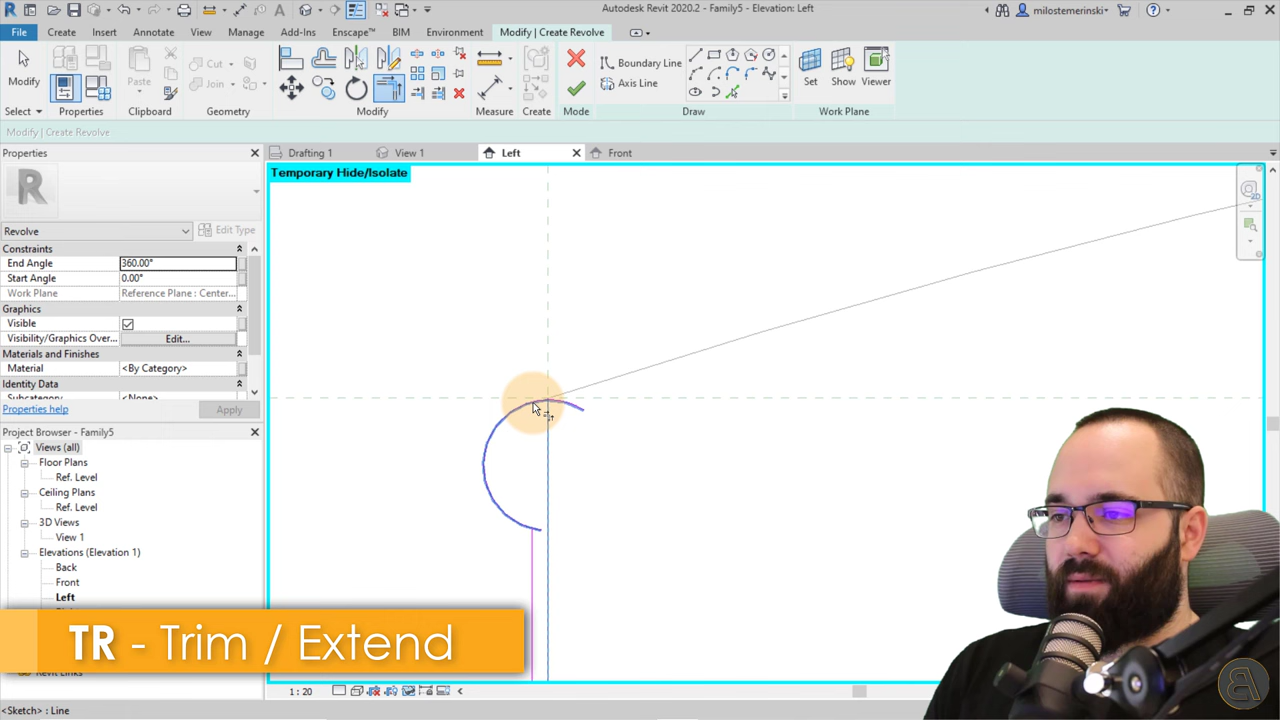 Autodesk Revit 2020.2 - Family5 - Elevation: Left
milostemerinski
File
Create
Insert
Annotate
View
Manage
Add-Ins
Enscape™
BIM
Environment
Modify | Create Revolve
Modify
Paste
Cut
Join
Boundary Line
Axis Line
Set
Show
Viewer
Select
Properties
Clipboard
Geometry
Modify
Measure
Create
Mode
Draw
Work Plane
Modify | Create Revolve
Properties
Drafting 1
View 1
Left
Front
Temporary Hide/Isolate
2D
R
Revolve
Edit Type
Constraints
End Angle
360.00°
Start Angle
0.00°
Work Plane
Reference Plane : Center...
Graphics
Visible
Visibility/Graphics Over...
Edit...
Materials and Finishes
Material
<By Category>
Identity Data
Subcategory
<None>
Properties help
Apply
Project Browser - Family5
Views (all)
Floor Plans
Ref. Level
Ceiling Plans
Ref. Level
3D Views
View 1
Elevations (Elevation 1)
Back
Front
Left
TR - Trim / Extend
Revit Links
1 : 20
<Sketch> : Line